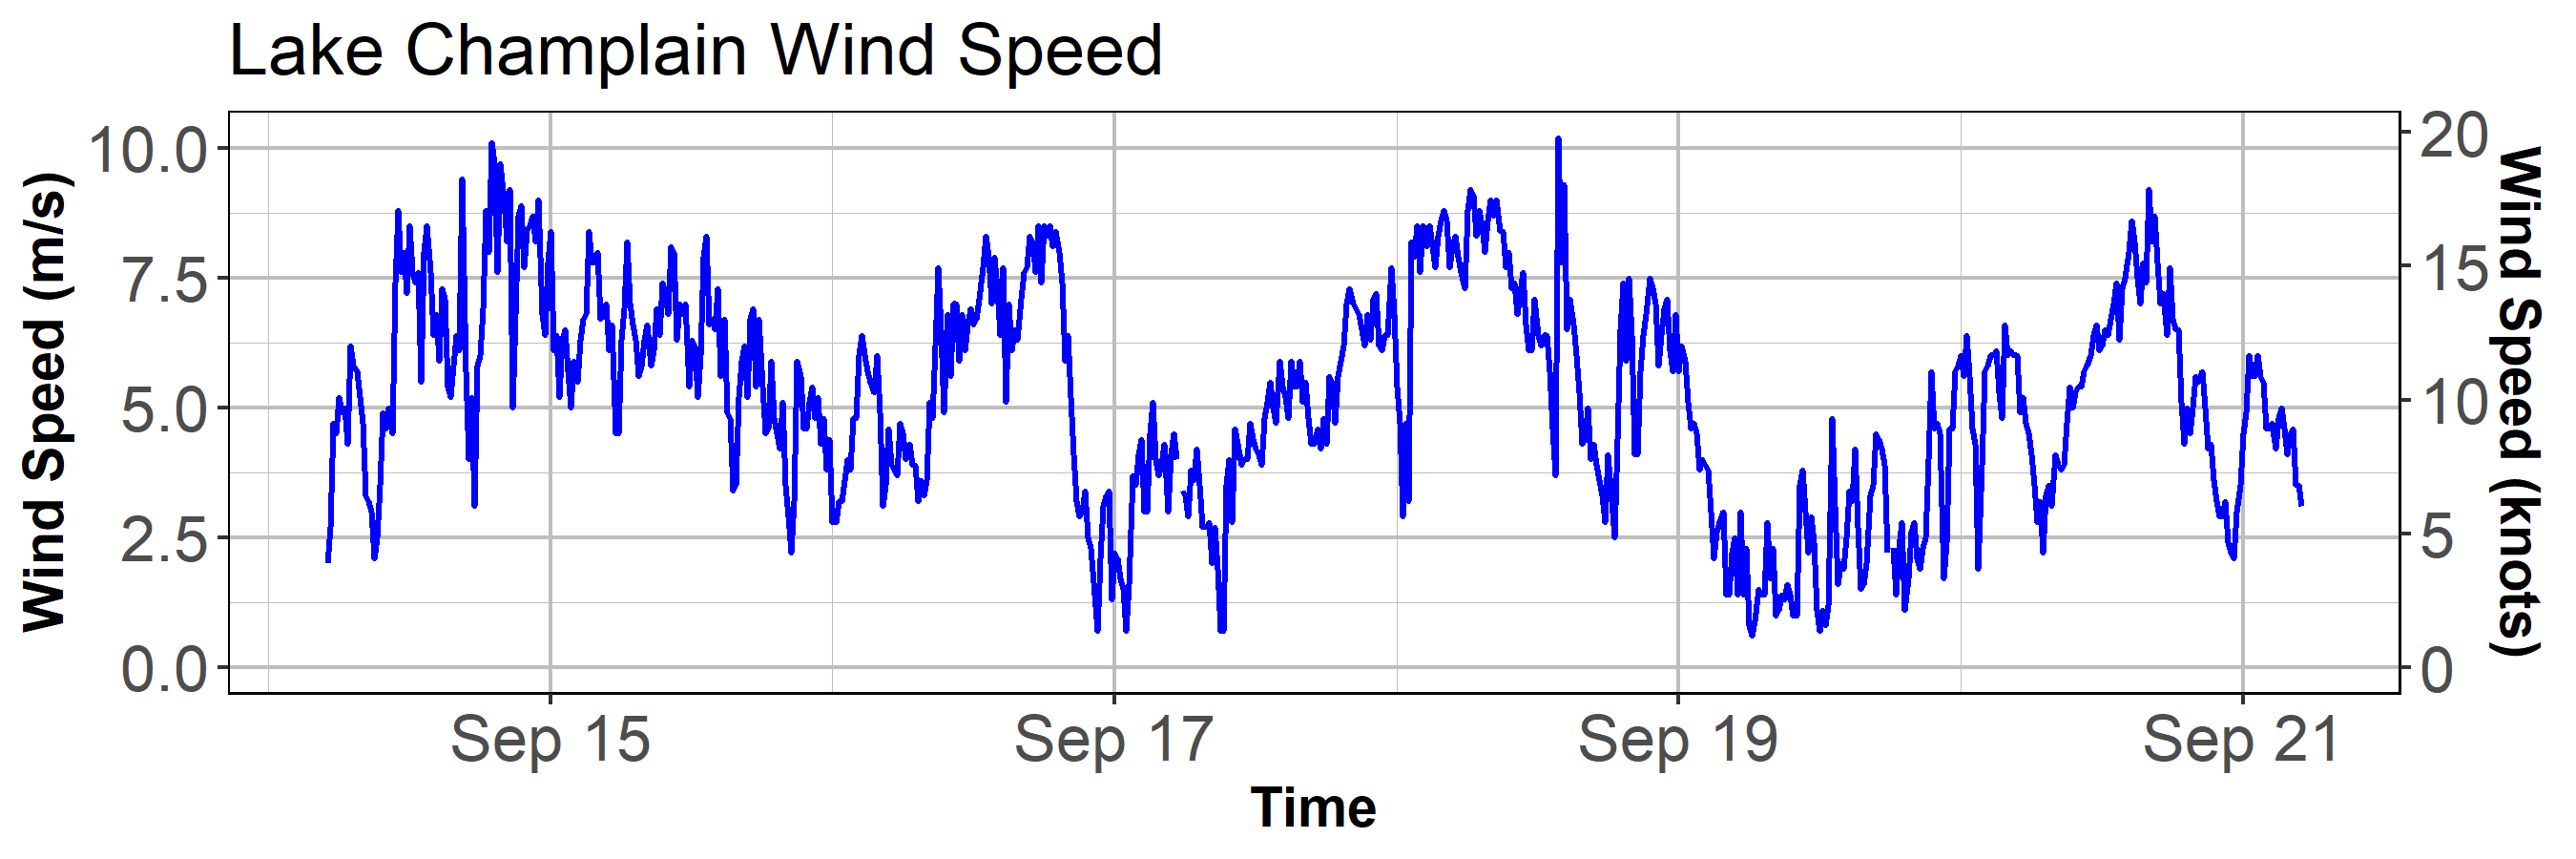 Lake Champlain Wind Speed
Wind Speed (m/s)
10.0
7.5
5.0
2.5
0.0
20
15
10
5
0
Wind Speed (knots)
Sep 15 Sep 17 Sep 19 Sep 21
Time